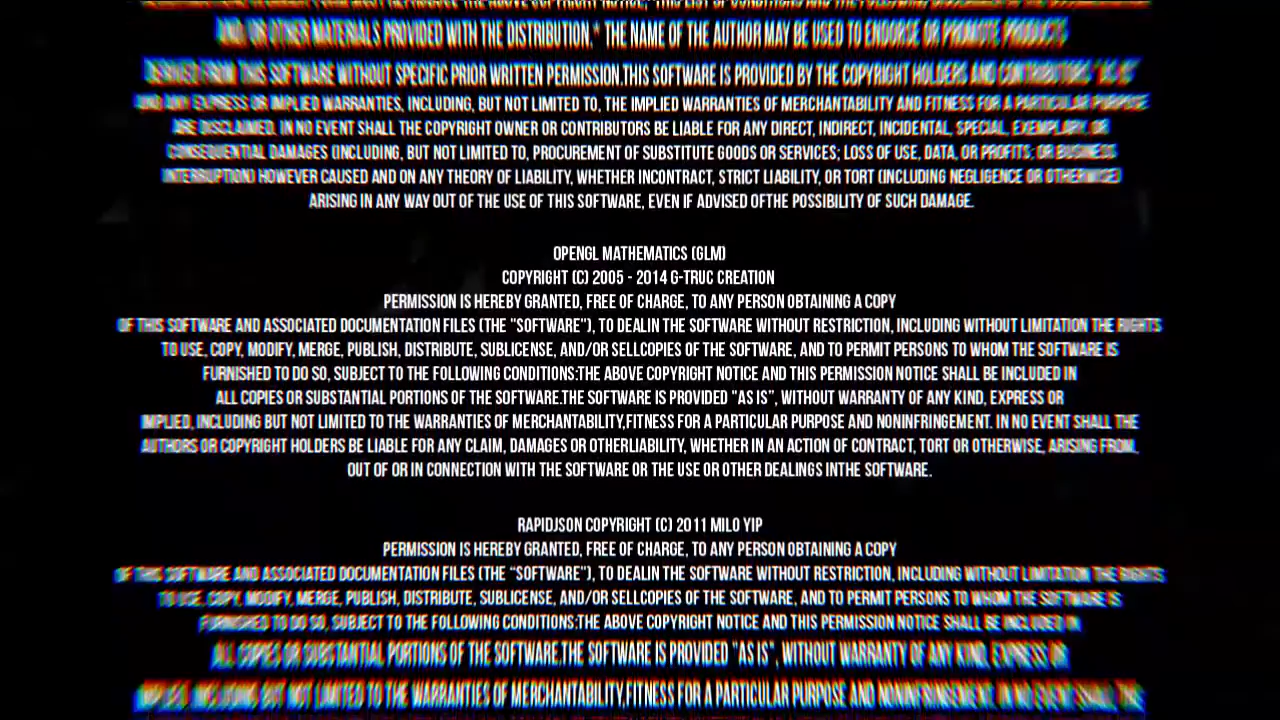 AND/OR OTHER MATERIALS PROVIDED WITH THE DISTRIBUTION.* THE NAME OF THE AUTHOR MAY BE USED TO ENDORSE OR PROMOTE PRODUCTS
DERIVED FROM THIS SOFTWARE WITHOUT SPECIFIC PRIOR WRITTEN PERMISSION.THIS SOFTWARE IS PROVIDED BY THE COPYRIGHT HOLDERS AND CONTRIBUTORS "AS IS"
AND ANY EXPRESS OR IMPLIED WARRANTIES, INCLUDING, BUT NOT LIMITED TO, THE IMPLIED WARRANTIES OF MERCHANTABILITY AND FITNESS FOR A PARTICULAR PURPOSE
ARE DISCLAIMED. IN NO EVENT SHALL THE COPYRIGHT OWNER OR CONTRIBUTORS BE LIABLE FOR ANY DIRECT, INDIRECT, INCIDENTAL, SPECIAL, EXEMPLARY, OR
CONSEQUENTIAL DAMAGES (INCLUDING, BUT NOT LIMITED TO, PROCUREMENT OF SUBSTITUTE GOODS OR SERVICES; LOSS OF USE, DATA, OR PROFITS; OR BUSINESS
INTERRUPTION) HOWEVER CAUSED AND ON ANY THEORY OF LIABILITY, WHETHER INCONTRACT, STRICT LIABILITY, OR TORT (INCLUDING NEGLIGENCE OR OTHERWISE)
ARISING IN ANY WAY OUT OF THE USE OF THIS SOFTWARE, EVEN IF ADVISED OFTHE POSSIBILITY OF SUCH DAMAGE.
OPENGL MATHEMATICS (GLM)
COPYRIGHT (C) 2005 - 2014 G-TRUC CREATION
PERMISSION IS HEREBY GRANTED, FREE OF CHARGE, TO ANY PERSON OBTAINING A COPY
OF THIS SOFTWARE AND ASSOCIATED DOCUMENTATION FILES (THE "SOFTWARE"), TO DEALIN THE SOFTWARE WITHOUT RESTRICTION, INCLUDING WITHOUT LIMITATION THE RIGHTS
TO USE, COPY, MODIFY, MERGE, PUBLISH, DISTRIBUTE, SUBLICENSE, AND/OR SELLCOPIES OF THE SOFTWARE, AND TO PERMIT PERSONS TO WHOM THE SOFTWARE IS
FURNISHED TO DO SO, SUBJECT TO THE FOLLOWING CONDITIONS:THE ABOVE COPYRIGHT NOTICE AND THIS PERMISSION NOTICE SHALL BE INCLUDED IN
ALL COPIES OR SUBSTANTIAL PORTIONS OF THE SOFTWARE.THE SOFTWARE IS PROVIDED "AS IS", WITHOUT WARRANTY OF ANY KIND, EXPRESS OR
IMPLIED, INCLUDING BUT NOT LIMITED TO THE WARRANTIES OF MERCHANTABILITY,FITNESS FOR A PARTICULAR PURPOSE AND NONINFRINGEMENT. IN NO EVENT SHALL THE
AUTHORS OR COPYRIGHT HOLDERS BE LIABLE FOR ANY CLAIM, DAMAGES OR OTHERLIABILITY, WHETHER IN AN ACTION OF CONTRACT, TORT OR OTHERWISE, ARISING FROM,
OUT OF OR IN CONNECTION WITH THE SOFTWARE OR THE USE OR OTHER DEALINGS INTHE SOFTWARE.
RAPIDJSON COPYRIGHT (C) 2011 MILO YIP
PERMISSION IS HEREBY GRANTED, FREE OF CHARGE, TO ANY PERSON OBTAINING A COPY
OF THIS SOFTWARE AND ASSOCIATED DOCUMENTATION FILES (THE "SOFTWARE"), TO DEALIN THE SOFTWARE WITHOUT RESTRICTION, INCLUDING WITHOUT LIMITATION THE RIGHTS
TO USE, COPY, MODIFY, MERGE, PUBLISH, DISTRIBUTE, SUBLICENSE, AND/OR SELLCOPIES OF THE SOFTWARE, AND TO PERMIT PERSONS TO WHOM THE SOFTWARE IS
FURNISHED TO DO SO, SUBJECT TO THE FOLLOWING CONDITIONS:THE ABOVE COPYRIGHT NOTICE AND THIS PERMISSION NOTICE SHALL BE INCLUDED IN
ALL COPIES OR SUBSTANTIAL PORTIONS OF THE SOFTWARE.THE SOFTWARE IS PROVIDED "AS IS", WITHOUT WARRANTY OF ANY KIND, EXPRESS OR
IMPLIED, INCLUDING BUT NOT LIMITED TO THE WARRANTIES OF MERCHANTABILITY,FITNESS FOR A PARTICULAR PURPOSE AND NONINFRINGEMENT. IN NO EVENT SHALL THE